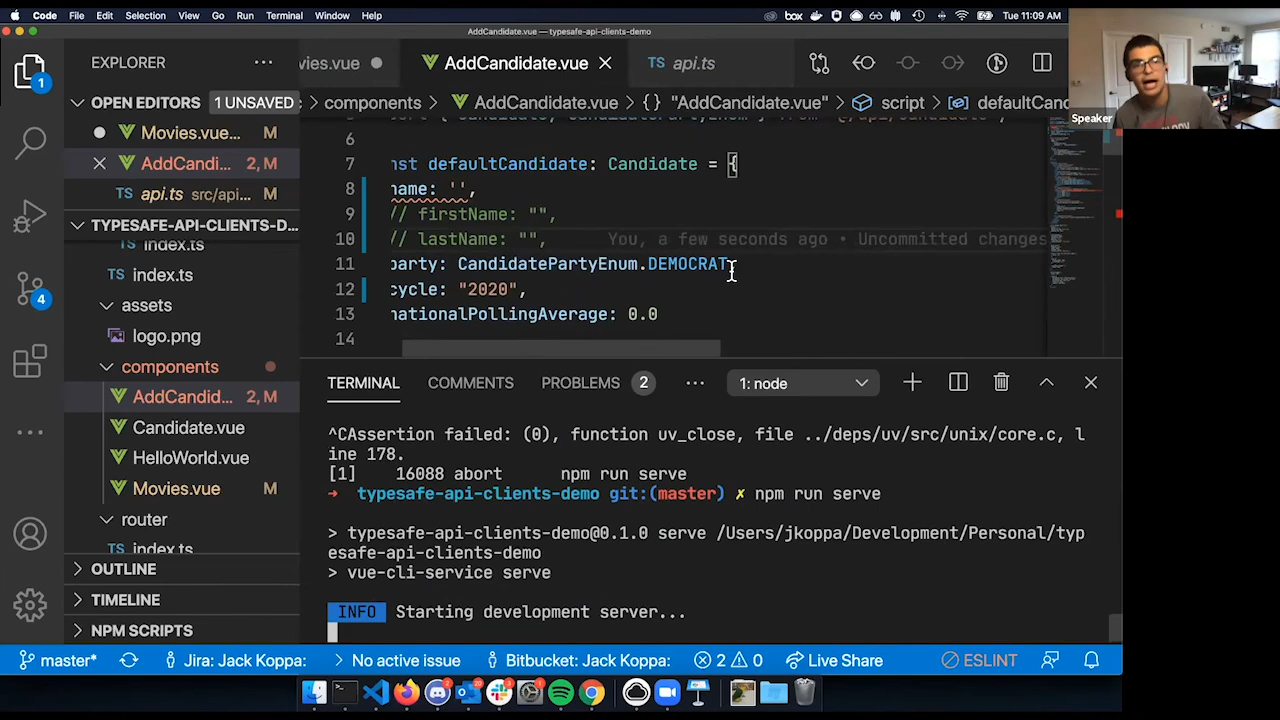 Code File Edit Selection View Go Run Terminal Window Help box Tue 11:09 AM
AddCandidate.vue — typesafe-api-clients-demo
EXPLORER
vies.vue AddCandidate.vue api.ts
Speaker
OPEN EDITORS 1 UNSAVED
components AddCandidate.vue {} "AddCandidate.vue" script defaultCand
Movies.vue... M
AddCandi... 2, M
api.ts src/api... M
TYPESAFE-API-CLIENTS-D...
index.ts
index.ts
assets
logo.png
components
AddCandid... 2, M
Candidate.vue
HelloWorld.vue
Movies.vue M
router
index.ts
OUTLINE
TIMELINE
NPM SCRIPTS
1
4
7 nst defaultCandidate: Candidate = {
8 name: '',
9 // firstName: "",
10 // lastName: "", You, a few seconds ago • Uncommitted changes
11 party: CandidatePartyEnum.DEMOCRAT,
12 cycle: "2020",
13 nationalPollingAverage: 0.0
14
TERMINAL COMMENTS PROBLEMS 2 ... 1: node
^CAssertion failed: (0), function uv_close, file ../deps/uv/src/unix/core.c, l
ine 178.
[1] 16088 abort npm run serve
→ typesafe-api-clients-demo git:(master) ✗ npm run serve
> typesafe-api-clients-demo@0.1.0 serve /Users/jkoppa/Development/Personal/typ
esafe-api-clients-demo
> vue-cli-service serve
INFO Starting development server...
master* Jira: Jack Koppa: No active issue Bitbucket: Jack Koppa: 2 0 Live Share ESLINT